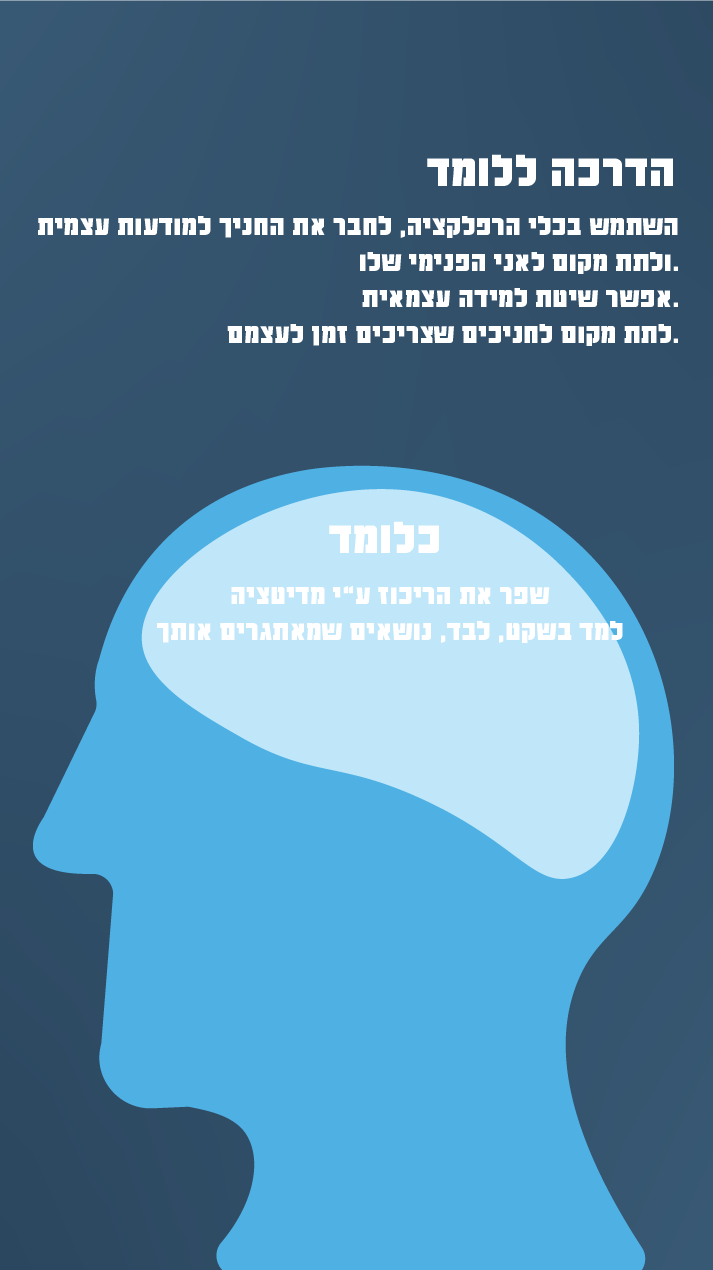 הדרכה ללומד
השתמש בכלי הרפלקציה, לחבר את החניך למודעות עצמית
.ולתת מקום לאני הפנימי שלו
.אפשר שיטת למידה עצמאית
.לתת מקום לחניכים שצריכים זמן לעצמם
כלומד
שפר את הריכוז ע״י מדיטציה
למד בשקט, לבד, נושאים שמאתגרים אותך